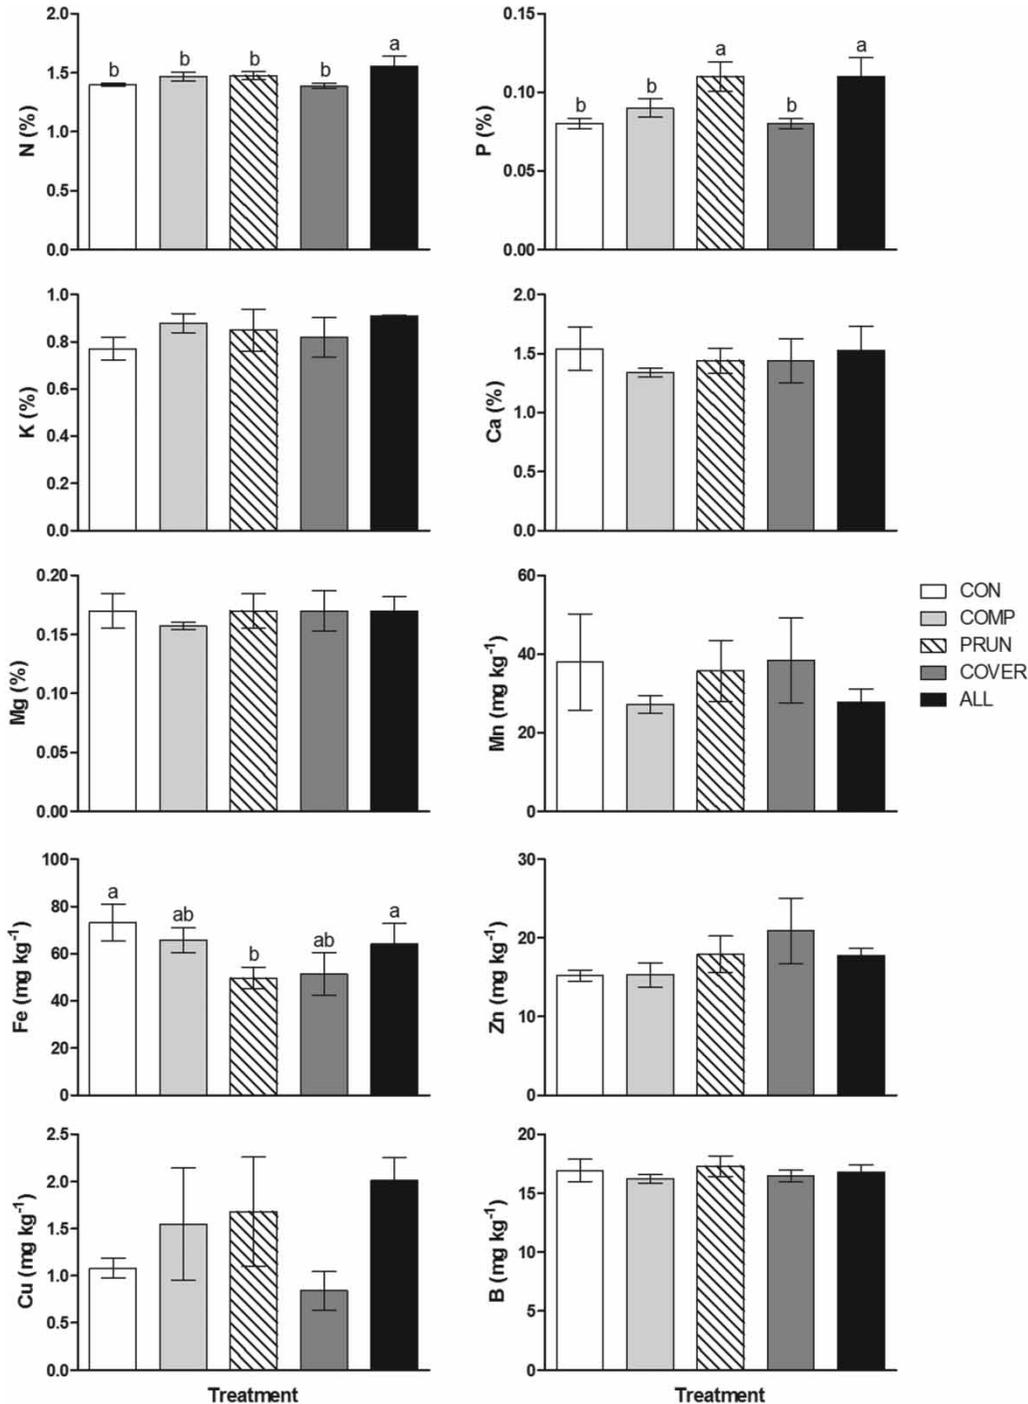 2.0
1.5
1.0
0.5
0.0
N (%)
b b b b a
0.15
0.10
0.05
0.00
P (%)
b b a b a
1.0
0.8
0.6
0.4
0.2
0.0
K (%)
2.0
1.5
1.0
0.5
0.0
Ca (%)
0.20
0.15
0.10
0.05
0.00
Mg (%)
60
40
20
0
Mn (mg kg⁻¹)
CON
COMP
PRUN
COVER
ALL
100
80
60
40
20
0
Fe (mg kg⁻¹)
a ab b ab a
30
20
10
0
Zn (mg kg⁻¹)
2.5
2.0
1.5
1.0
0.5
0.0
Cu (mg kg⁻¹)
Treatment
20
15
10
5
0
B (mg kg⁻¹)
Treatment